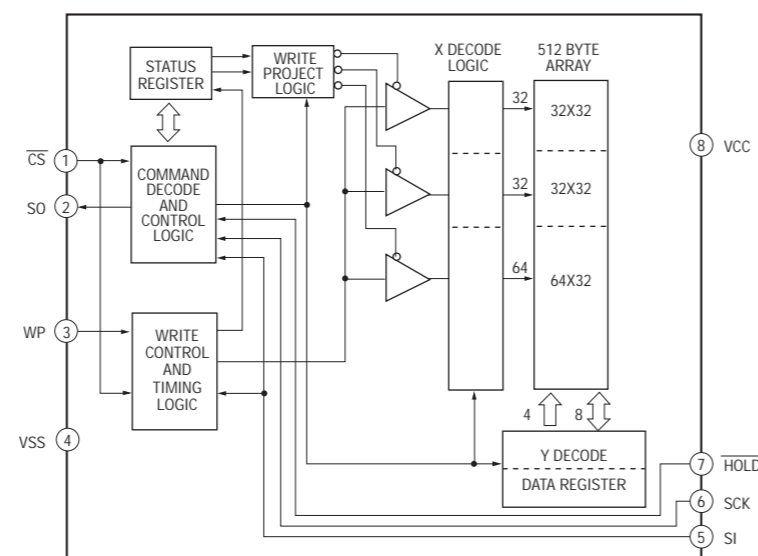 STATUS
REGISTER
WRITE
PROJECT
LOGIC
X DECODE
LOGIC
512 BYTE
ARRAY
32
32X32
32
32X32
64
64X32
CS
1
SO
2
COMMAND
DECODE
AND
CONTROL
LOGIC
8
VCC
WP
3
WRITE
CONTROL
AND
TIMING
LOGIC
VSS
4
4
8
Y DECODE
DATA REGISTER
7
HOLD
6
SCK
5
SI